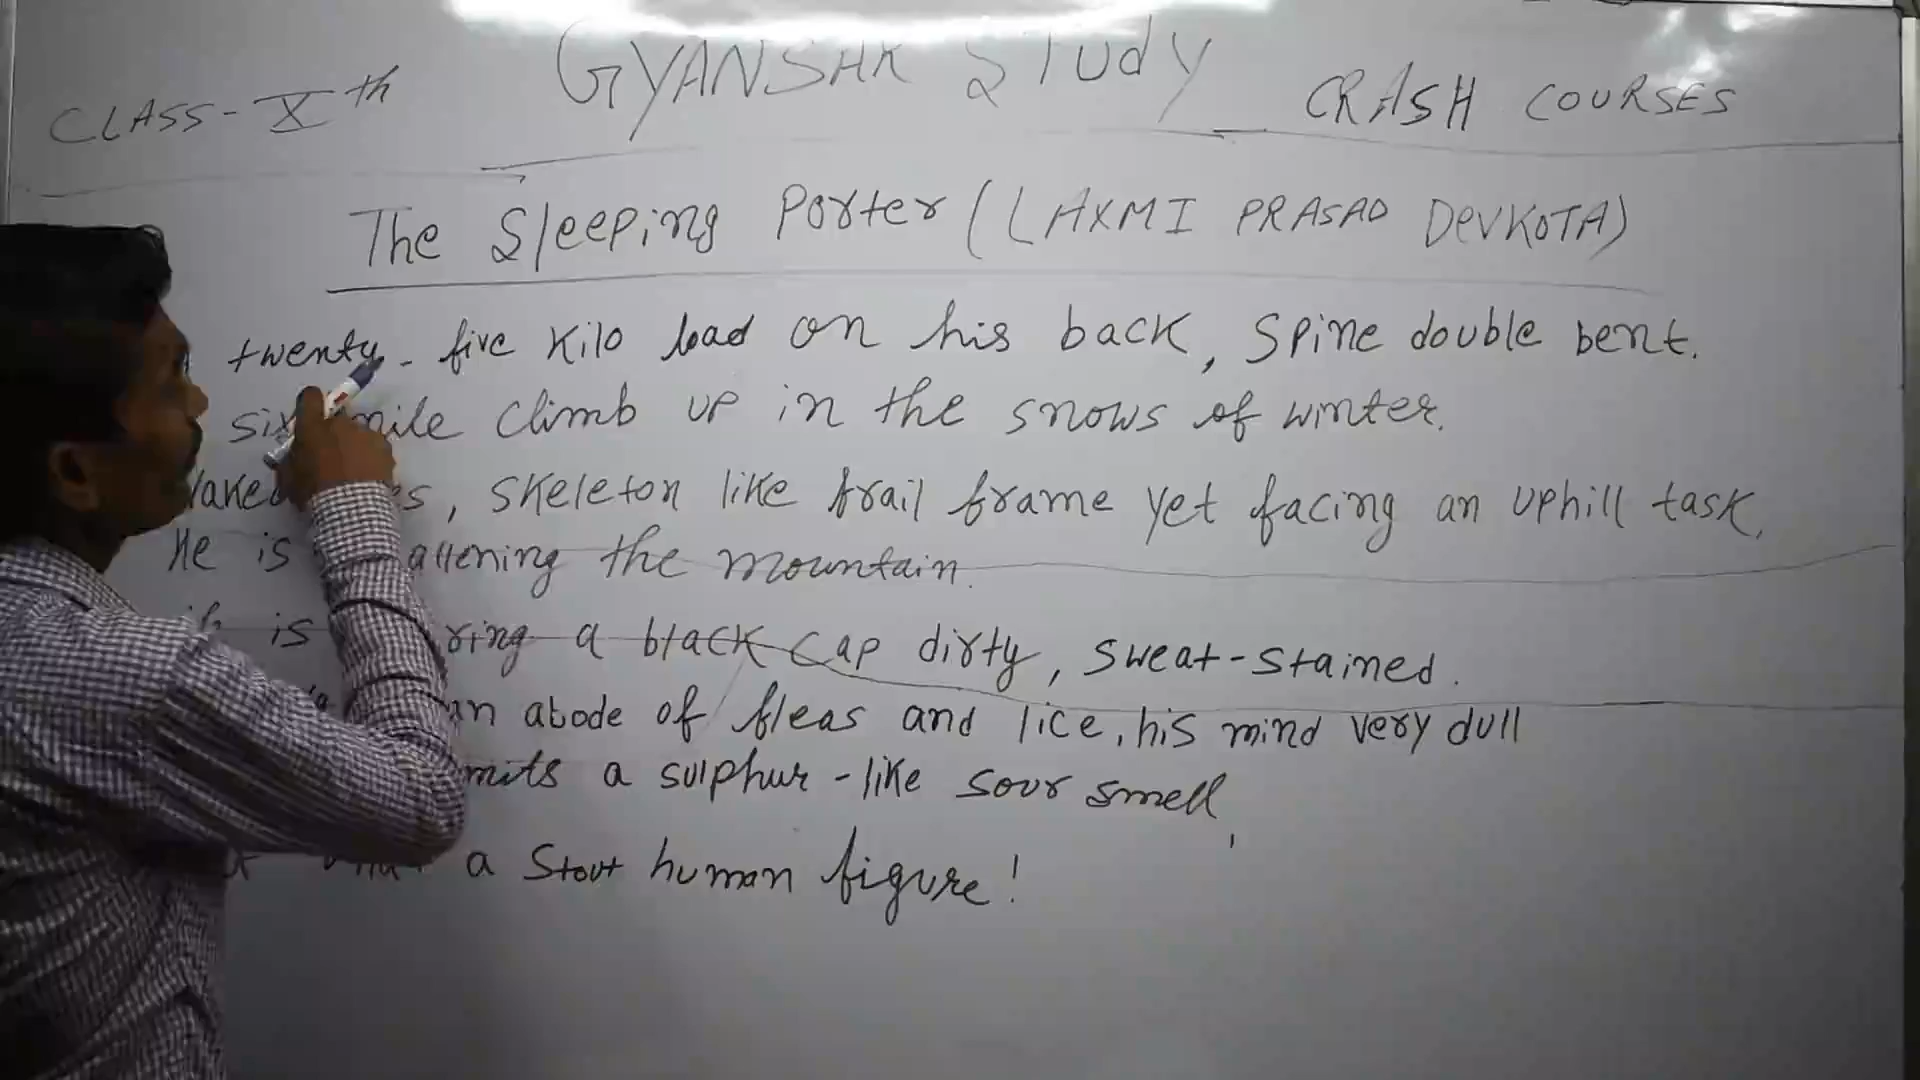 GYANSAR Study
CLASS-Xth
CRASH COURSES
The Sleeping Porter (LAXMI PRASAD DEVKOTA)
twenty-five Kilo load on his back, Spine double bent.
six mile climb up in the snows of winter.
skeleton like frail frame yet facing an uphill task,
He is the mountain.
is a black cap dirty, sweat-stained.
an abode of fleas and lice, his mind very dull
a sulphur-like sour smell,
a Stout human figure!